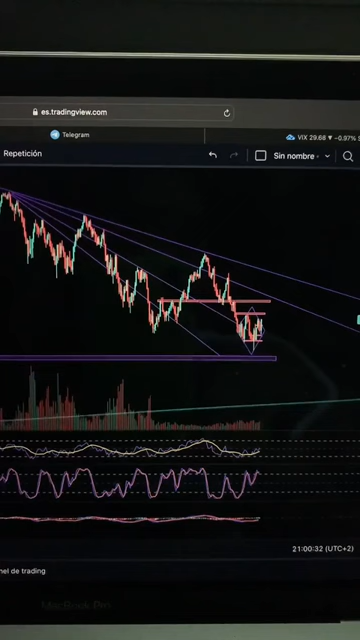 es.tradingview.com
Telegram
VIX 29.68 ▼ −0.97%
Repetición
Sin nombre
21:00:32 (UTC+2)
nel de trading
MacBook Pro